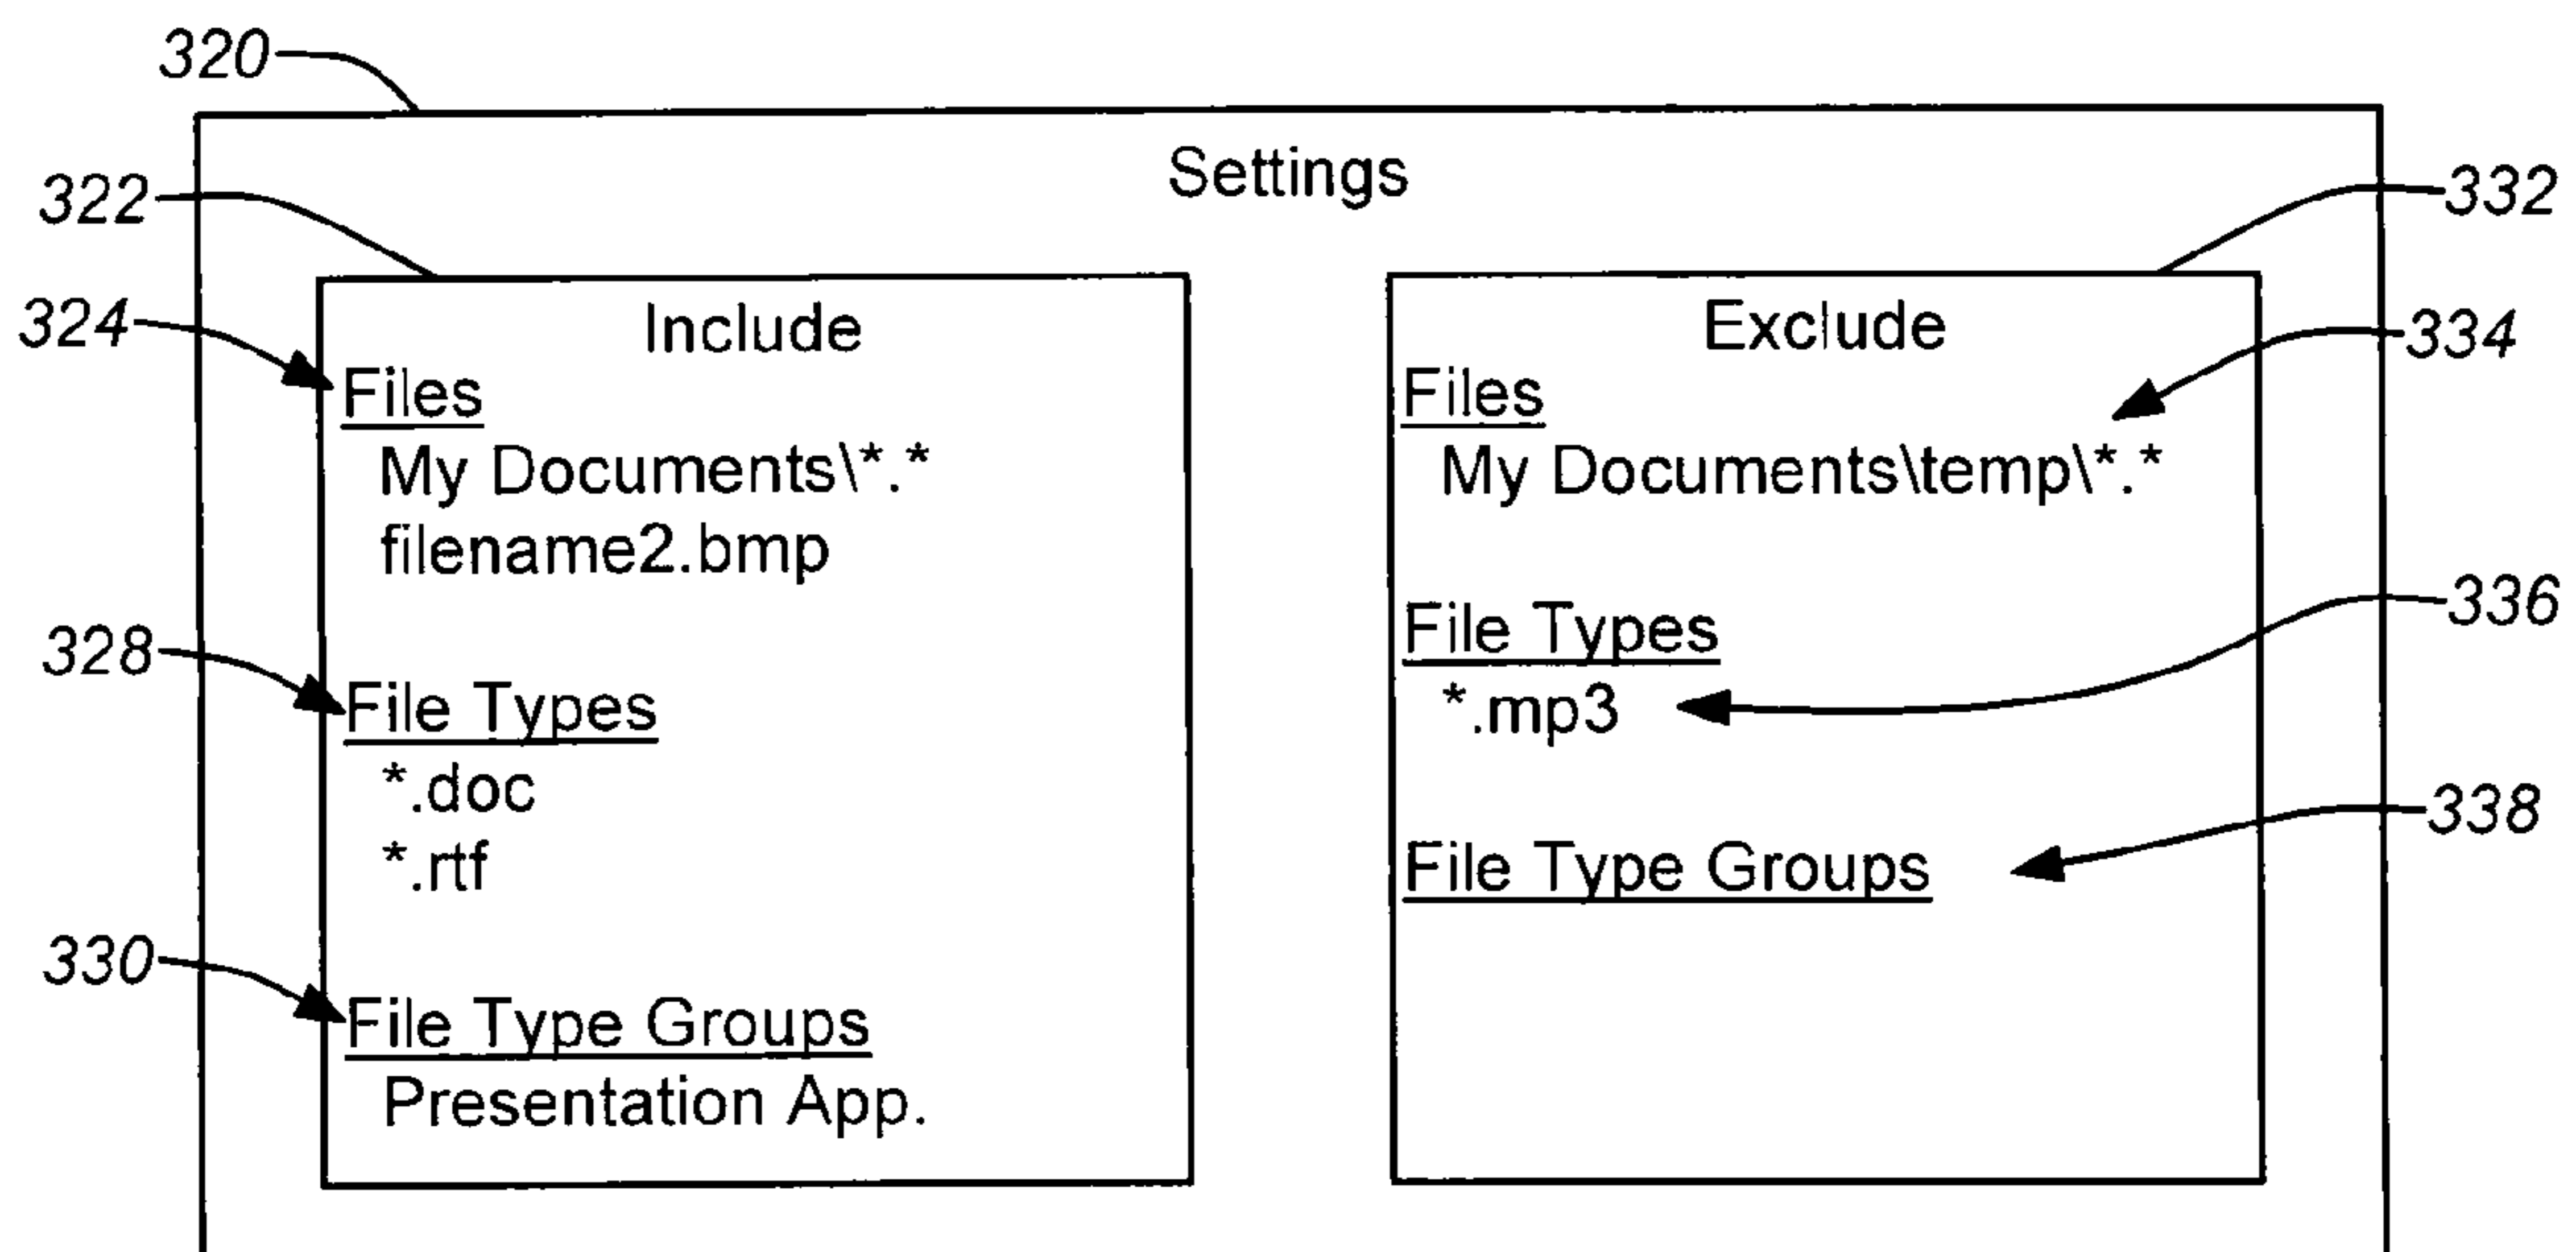 320
Settings
322
332
324
Include
Files
My Documents\*.*
filename2.bmp
328
File Types
*.doc
*.rtf
330
File Type Groups
Presentation App.
Exclude
334
Files
My Documents\temp\*.*
336
File Types
*.mp3
338
File Type Groups